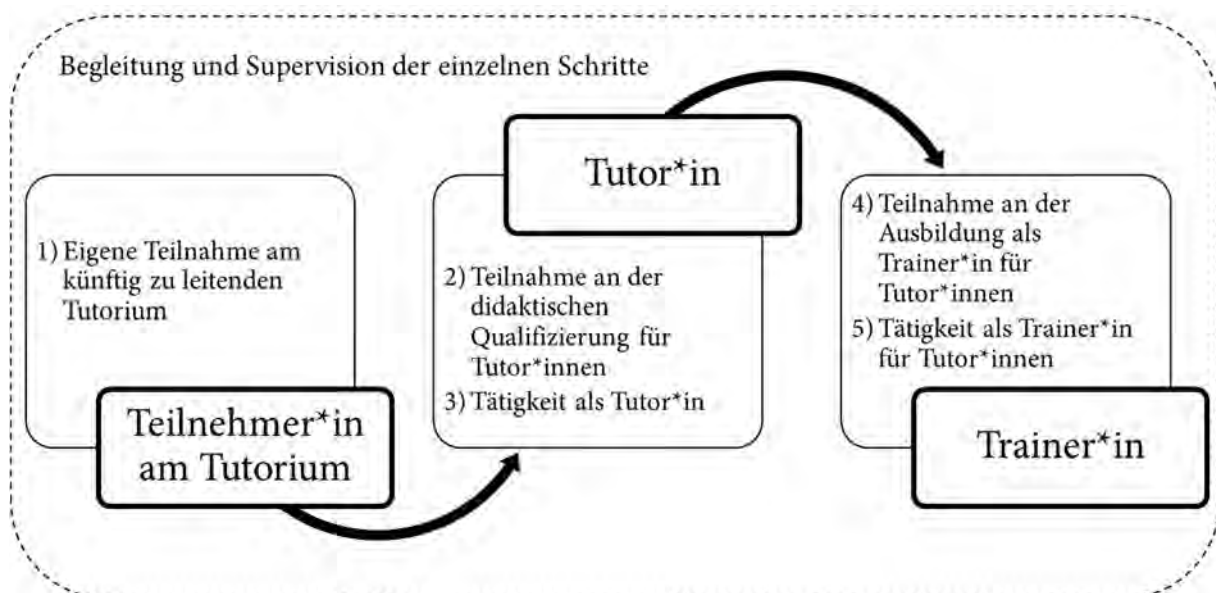 Begleitung und Supervision der einzelnen Schritte
1) Eigene Teilnahme am
künftig zu leitenden
Tutorium
Teilnehmer*in
am Tutorium
Tutor*in
2) Teilnahme an der
didaktischen
Qualifizierung für
Tutor*innen
3) Tätigkeit als Tutor*in
4) Teilnahme an der
Ausbildung als
Trainer*in für
Tutor*innen
5) Tätigkeit als Trainer*in
für Tutor*innen
Trainer*in